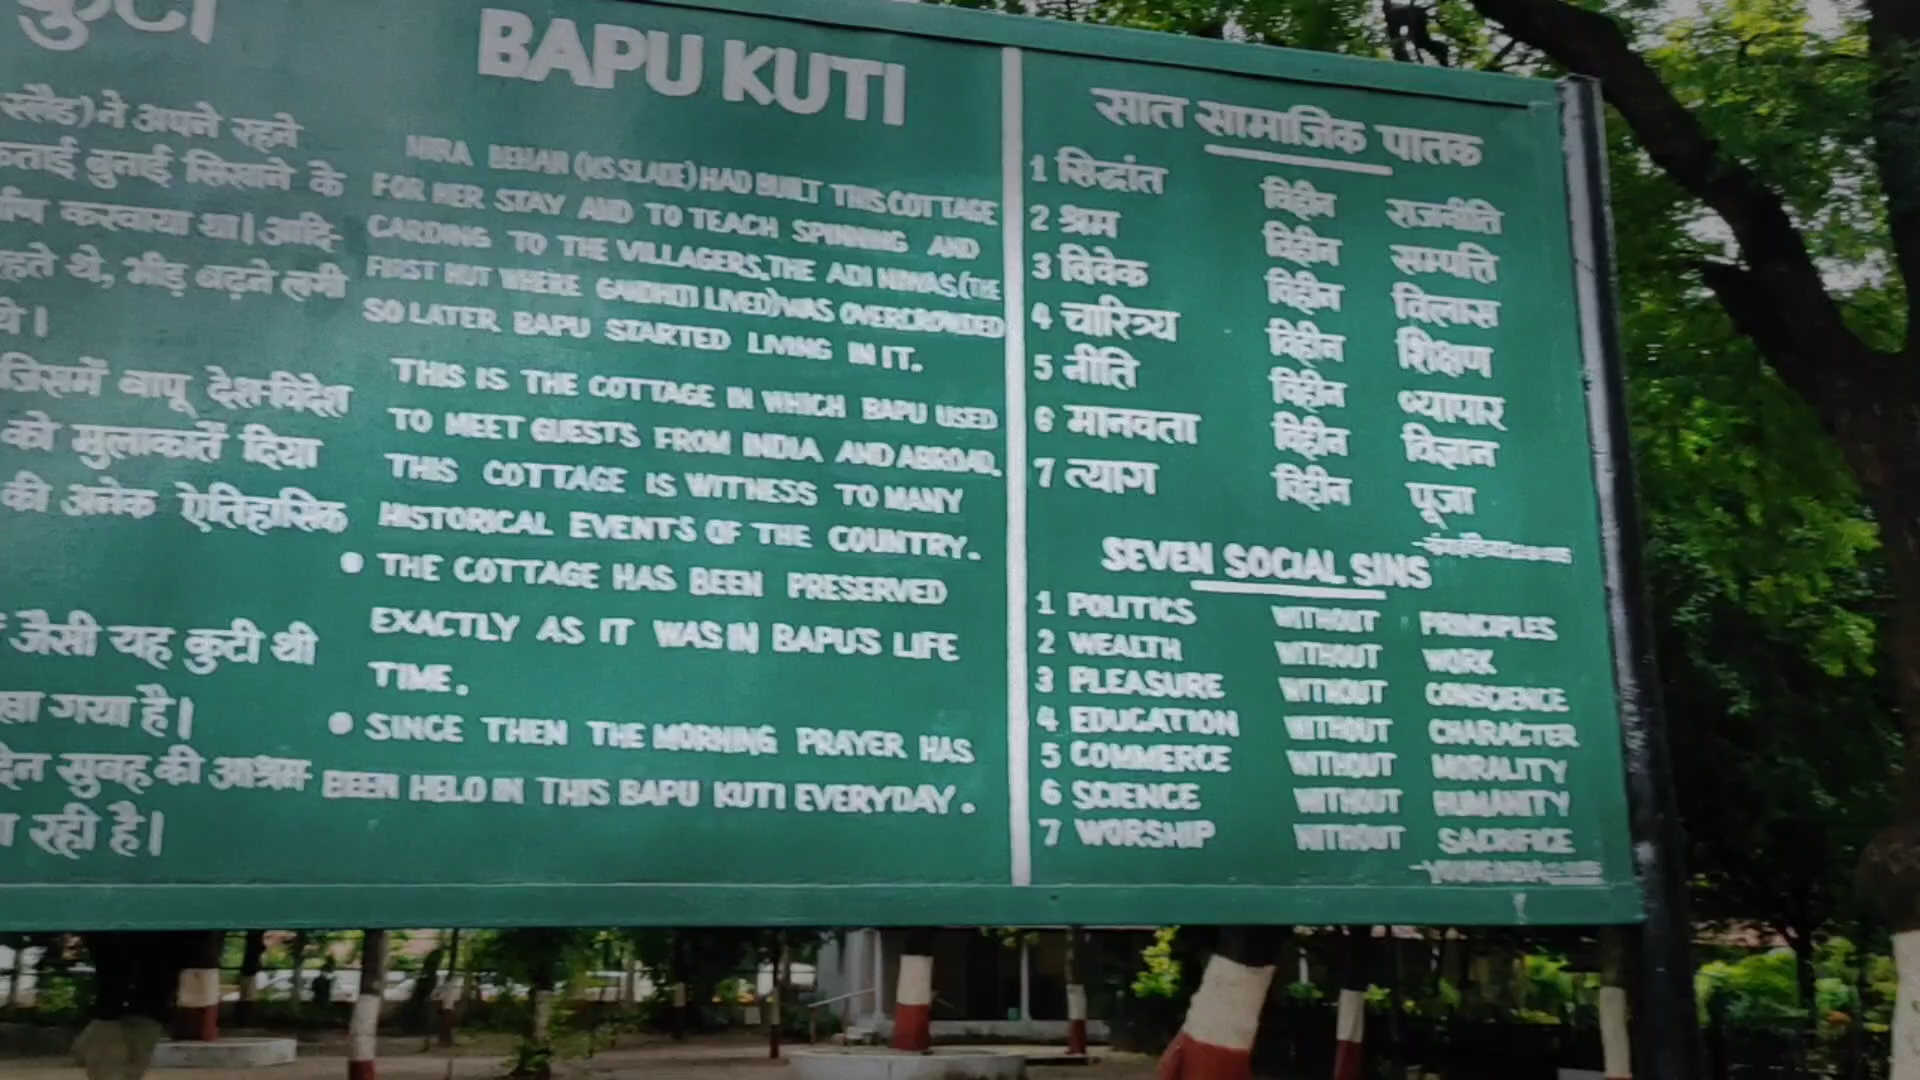 कुटी
BAPU KUTI
स्लैड) ने अपने रहने
कताई बुताई सिखाने के
करवाया था। आदि-
रहते थे, भीड़ बढ़ने लगी
थे।
जिसमें बापू देश-विदेश
को मुलाकातें दिया
की अनेक ऐतिहासिक
जैसी यह कुटी थी
गया है।
सुबह की आश्रम
रही है।
MIRA BEHAN (MISS SLADE) HAD BUILT THIS COTTAGE
FOR HER STAY AND TO TEACH SPINNING AND
CARDING TO THE VILLAGERS, THE ADI NIWAS (THE
FIRST HUT WHERE GANDHIJI LIVED) WAS OVERCROWDED
SO LATER BAPU STARTED LIVING IN IT.
THIS IS THE COTTAGE IN WHICH BAPU USED
TO MEET GUESTS FROM INDIA AND ABROAD.
THIS COTTAGE IS WITNESS TO MANY
HISTORICAL EVENTS OF THE COUNTRY.
● THE COTTAGE HAS BEEN PRESERVED
EXACTLY AS IT WAS IN BAPU'S LIFE
TIME.
● SINCE THEN THE MORNING PRAYER HAS
BEEN HELD IN THIS BAPU KUTI EVERYDAY.
सात सामाजिक पातक
1 सिद्धांत विहीन राजनीति
2 श्रम विहीन सम्पत्ति
3 विवेक विहीन विलास
4 चारित्र्य विहीन शिक्षण
5 नीति विहीन व्यापार
6 मानवता विहीन विज्ञान
7 त्याग विहीन पूजा
SEVEN SOCIAL SINS
1 POLITICS WITHOUT PRINCIPLES
2 WEALTH WITHOUT WORK
3 PLEASURE WITHOUT CONSCIENCE
4 EDUCATION WITHOUT CHARACTER
5 COMMERCE WITHOUT MORALITY
6 SCIENCE WITHOUT HUMANITY
7 WORSHIP WITHOUT SACRIFICE